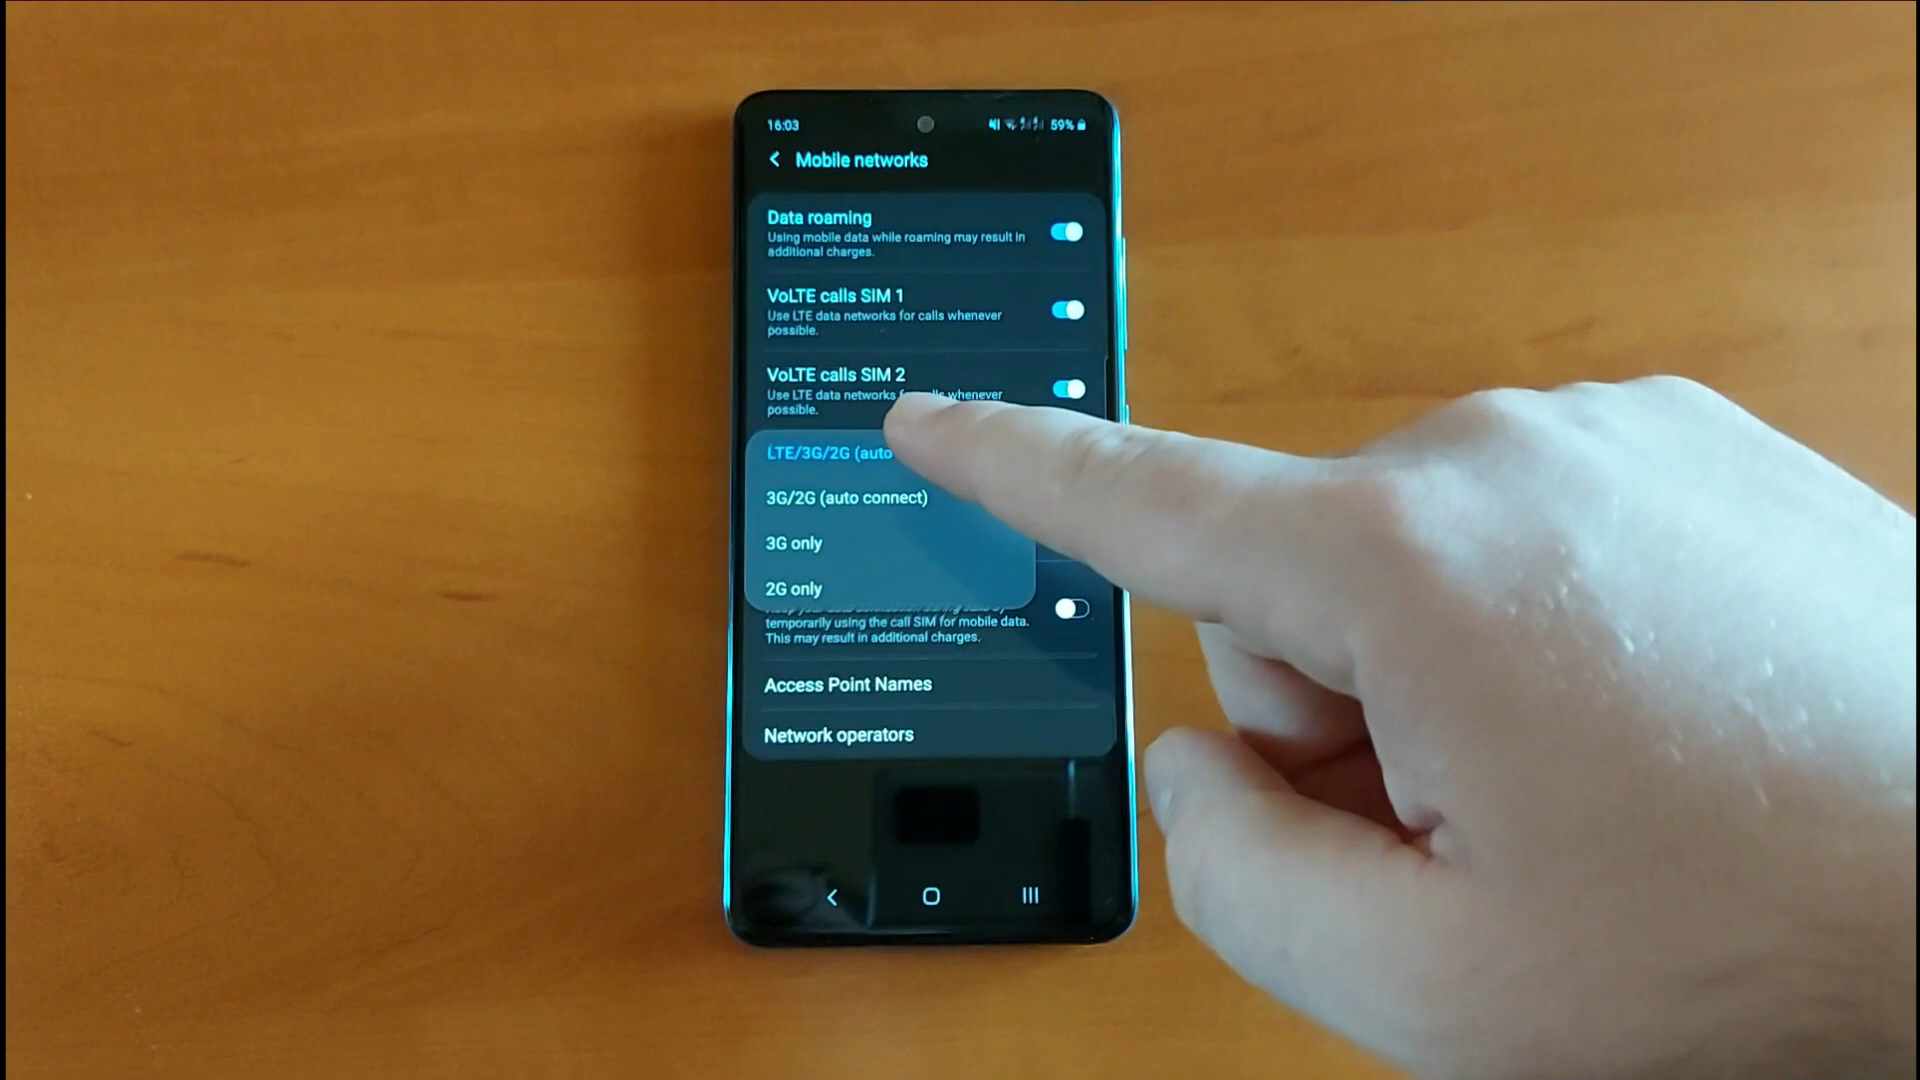 16:03
59%
Mobile networks
Data roaming
Using mobile data while roaming may result in
additional charges.
VoLTE calls SIM 1
Use LTE data networks for calls whenever
possible.
VoLTE calls SIM 2
Use LTE data networks whenever
possible.
LTE/3G/2G (auto
3G/2G (auto connect)
3G only
2G only
temporarily using the call SIM for mobile data.
This may result in additional charges.
Access Point Names
Network operators